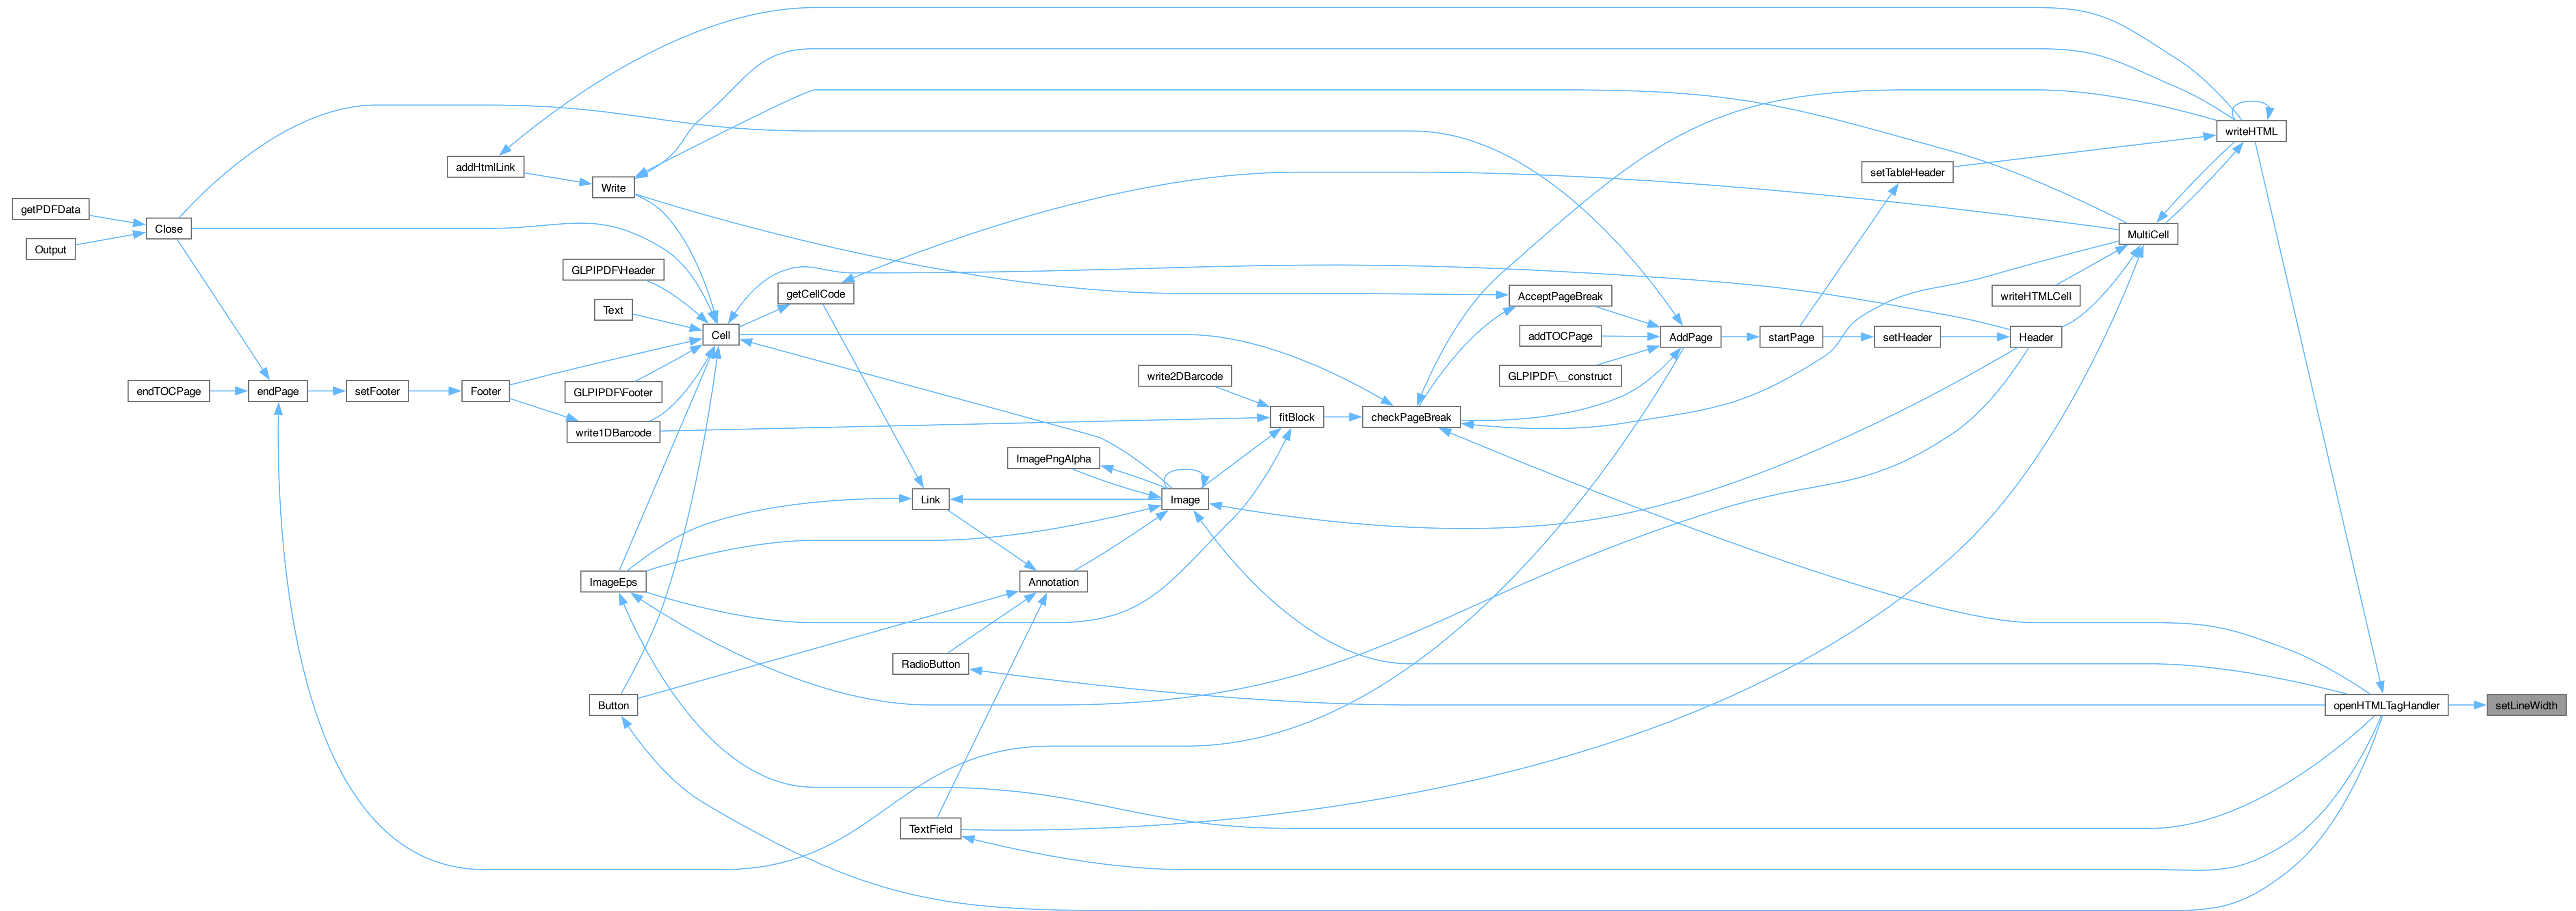 writeHTML
addHtmlLink
setTableHeader
Write
getPDFData
Close
MultiCell
Output
GLPIPDF\Header
getCellCode
AcceptPageBreak
writeHTMLCell
Text
Cell
addTOCPage
AddPage
startPage
setHeader
Header
write2DBarcode
GLPIPDF\__construct
endTOCPage
endPage
setFooter
Footer
GLPIPDF\Footer
fitBlock
checkPageBreak
write1DBarcode
ImagePngAlpha
Link
Image
ImageEps
Annotation
RadioButton
Button
openHTMLTagHandler
setLineWidth
TextField